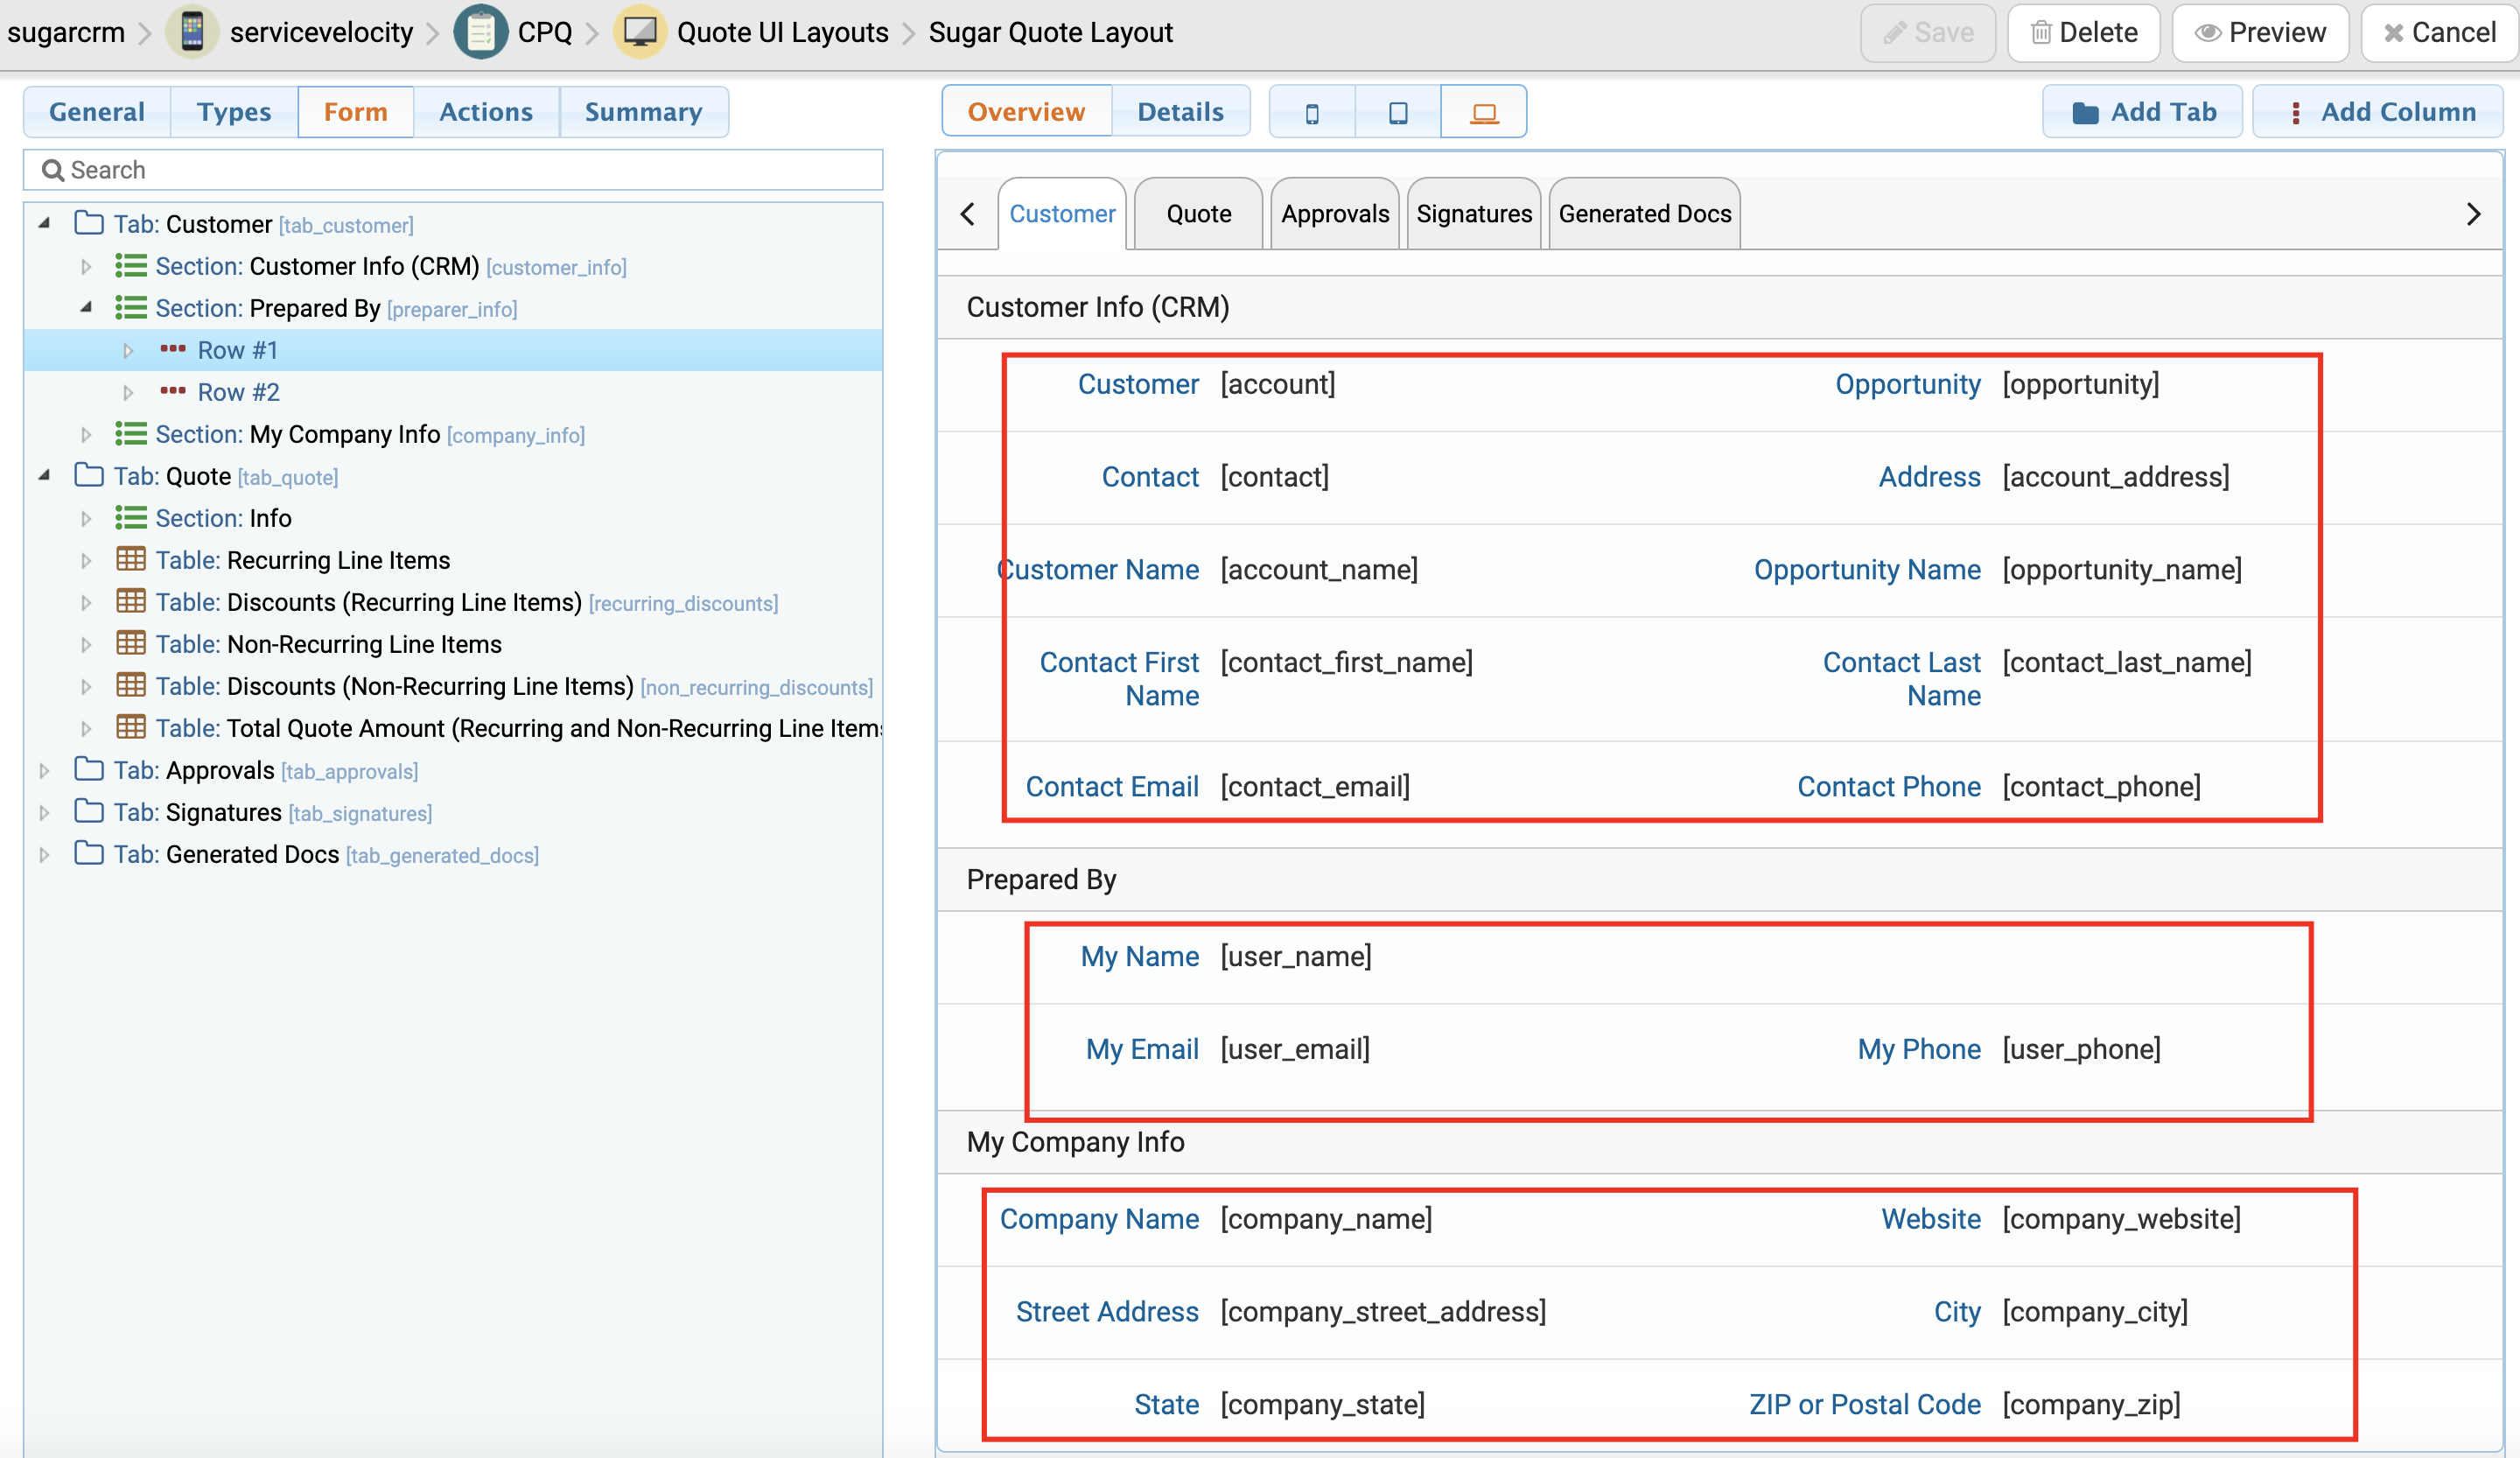 sugarcrm > servicevelocity > CPQ > Quote UI Layouts > Sugar Quote Layout
Save Delete Preview Cancel
General Types Form Actions Summary
Search
Tab: Customer [tab_customer]
Section: Customer Info (CRM) [customer_info]
Section: Prepared By [preparer_info]
Row #1
Row #2
Section: My Company Info [company_info]
Tab: Quote [tab_quote]
Section: Info
Table: Recurring Line Items
Table: Discounts (Recurring Line Items) [recurring_discounts]
Table: Non-Recurring Line Items
Table: Discounts (Non-Recurring Line Items) [non_recurring_discounts]
Table: Total Quote Amount (Recurring and Non-Recurring Line Items
Tab: Approvals [tab_approvals]
Tab: Signatures [tab_signatures]
Tab: Generated Docs [tab_generated_docs]
Overview Details
Add Tab Add Column
Customer Quote Approvals Signatures Generated Docs
Customer Info (CRM)
Customer [account] Opportunity [opportunity]
Contact [contact] Address [account_address]
Customer Name [account_name] Opportunity Name [opportunity_name]
Contact First [contact_first_name] Contact Last [contact_last_name]
Name Name
Contact Email [contact_email] Contact Phone [contact_phone]
Prepared By
My Name [user_name]
My Email [user_email] My Phone [user_phone]
My Company Info
Company Name [company_name] Website [company_website]
Street Address [company_street_address] City [company_city]
State [company_state] ZIP or Postal Code [company_zip]